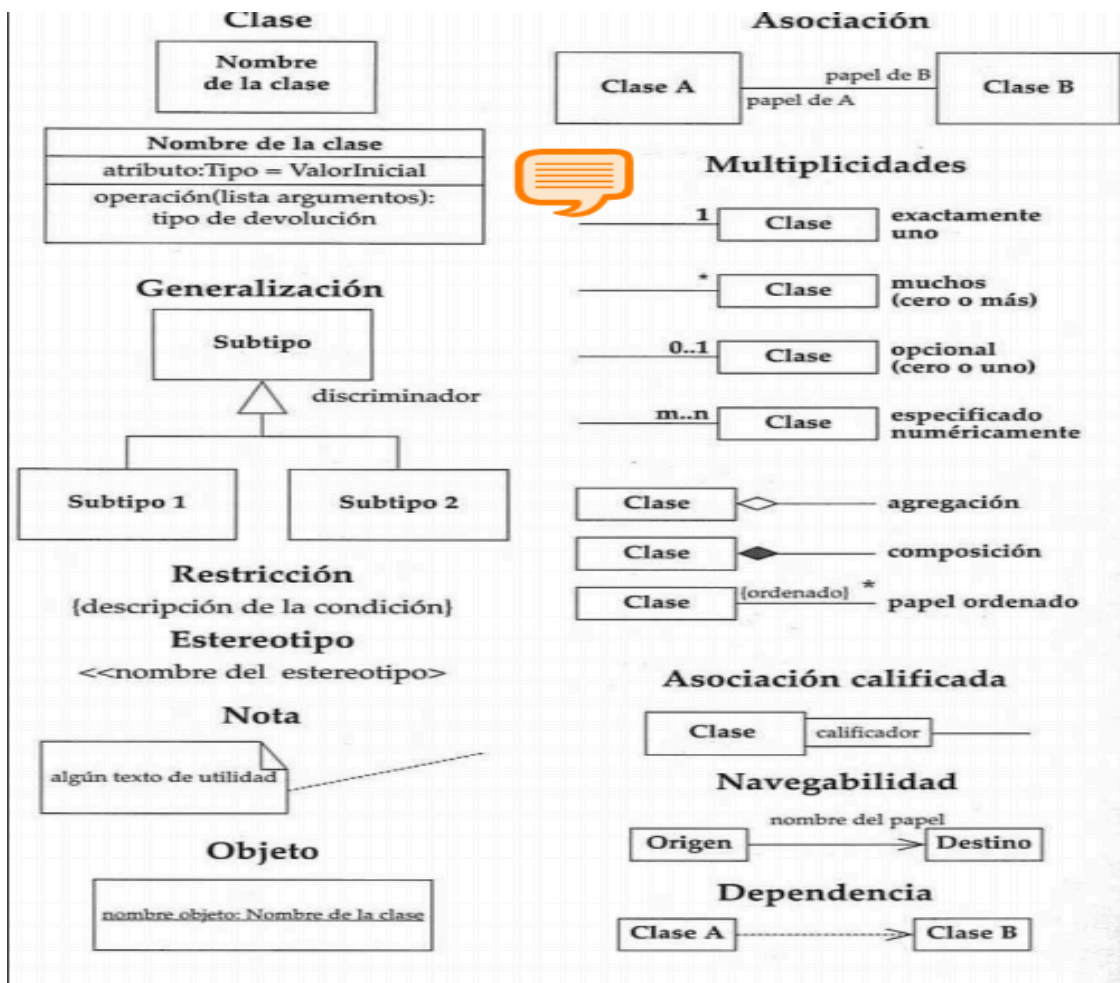 Clase
Nombre
de la clase
Nombre de la clase
atributo:Tipo = ValorInicial
operación(lista argumentos):
tipo de devolución
Generalización
Subtipo
discriminador
Subtipo 1
Subtipo 2
Restricción
{descripción de la condición}
Estereotipo
<<nombre del estereotipo>
Nota
algún texto de utilidad
Objeto
nombre objeto: Nombre de la clase
Asociación
Clase A
papel de B
papel de A
Clase B
Multiplicidades
1
Clase
exactamente
uno
*
Clase
muchos
(cero o más)
0..1
Clase
opcional
(cero o uno)
m..n
Clase
especificado
numéricamente
Clase
agregación
Clase
composición
Clase
{ordenado}
*
papel ordenado
Asociación calificada
Clase
calificador
Navegabilidad
nombre del papel
Origen
Destino
Dependencia
Clase A
Clase B